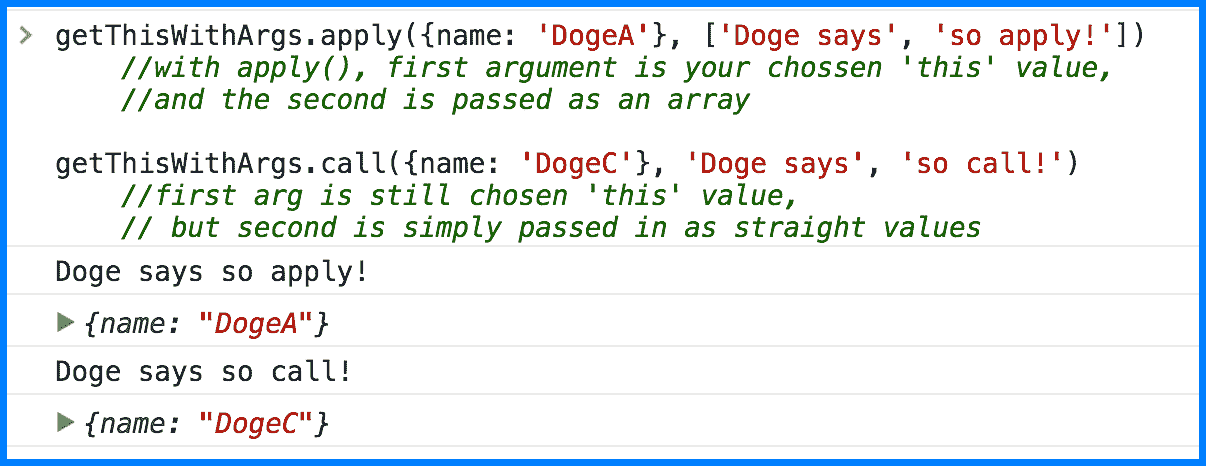 > getThisWithArgs.apply({name: 'DogeA'}, ['Doge says', 'so apply!'])
//with apply(), first argument is your chossen 'this' value,
//and the second is passed as an array
getThisWithArgs.call({name: 'DogeC'}, 'Doge says', 'so call!')
//first arg is still chosen 'this' value,
// but second is simply passed in as straight values
Doge says so apply!
▶{name: "DogeA"}
Doge says so call!
▶{name: "DogeC"}